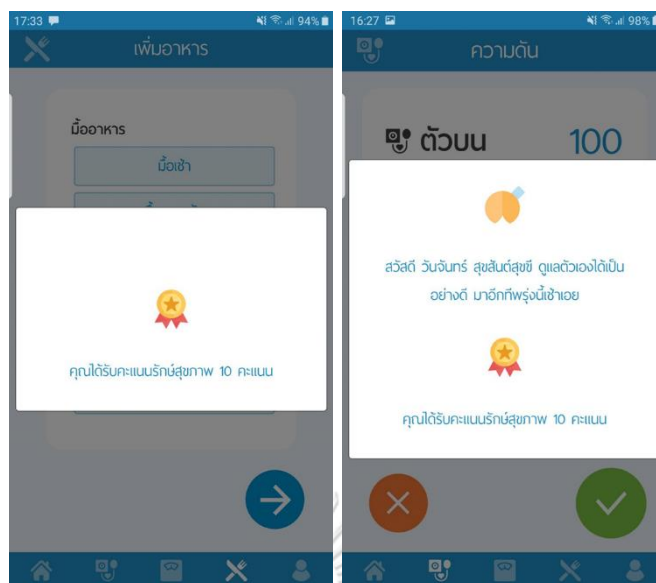 17:33
94%
เพิ่มอาหาร
มื้ออาหาร
มื้อเช้า
คุณได้รับคะแนนรักษ์สุขภาพ 10 คะแนน
16:27
98%
ความดัน
ตัวบน 100
สวัสดี วันจันทร์ สุขสันต์สุขขี ดูแลตัวเองได้เป็น
อย่างดี มาอีกทีพรุ่งนี้เช้าเอย
คุณได้รับคะแนนรักษ์สุขภาพ 10 คะแนน